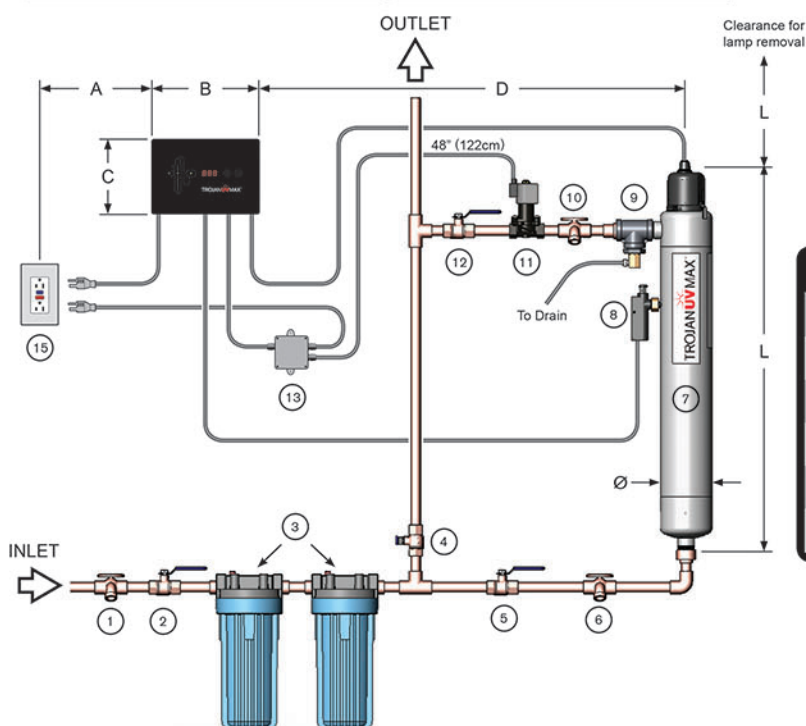 OUTLET
Clearance for
lamp removal
A
B
D
L
C
48" (122cm)
TROJANUVMAX
10
9
12
11
To Drain
8
TROJANUVMAX
L
15
13
7
Ø
3
4
INLET
1
2
5
6